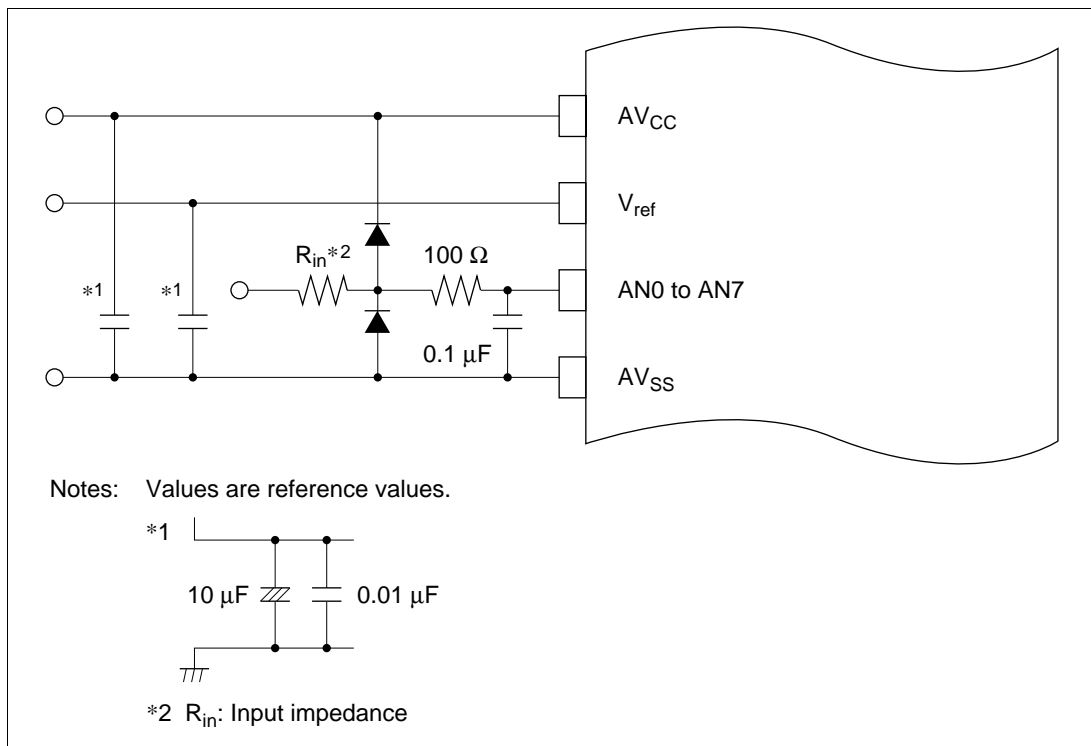 AVCC
Vref
Rin*2
100 Ω
*1
*1
AN0 to AN7
0.1 μF
AVSS
Notes: Values are reference values.
*1
10 μF
0.01 μF
*2 Rin: Input impedance